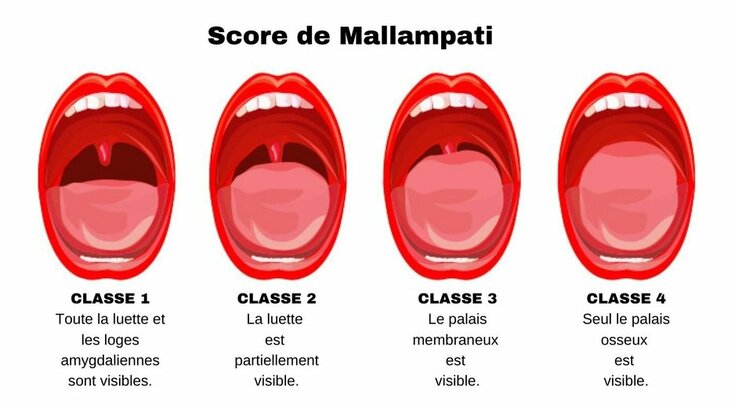 Score de Mallampati
CLASSE 1
Toute la luette et
les loges
amygdaliennes
sont visibles.
CLASSE 2
La luette
est
partiellement
visible.
CLASSE 3
Le palais
membraneux
est
visible.
CLASSE 4
Seul le palais
osseux
est
visible.